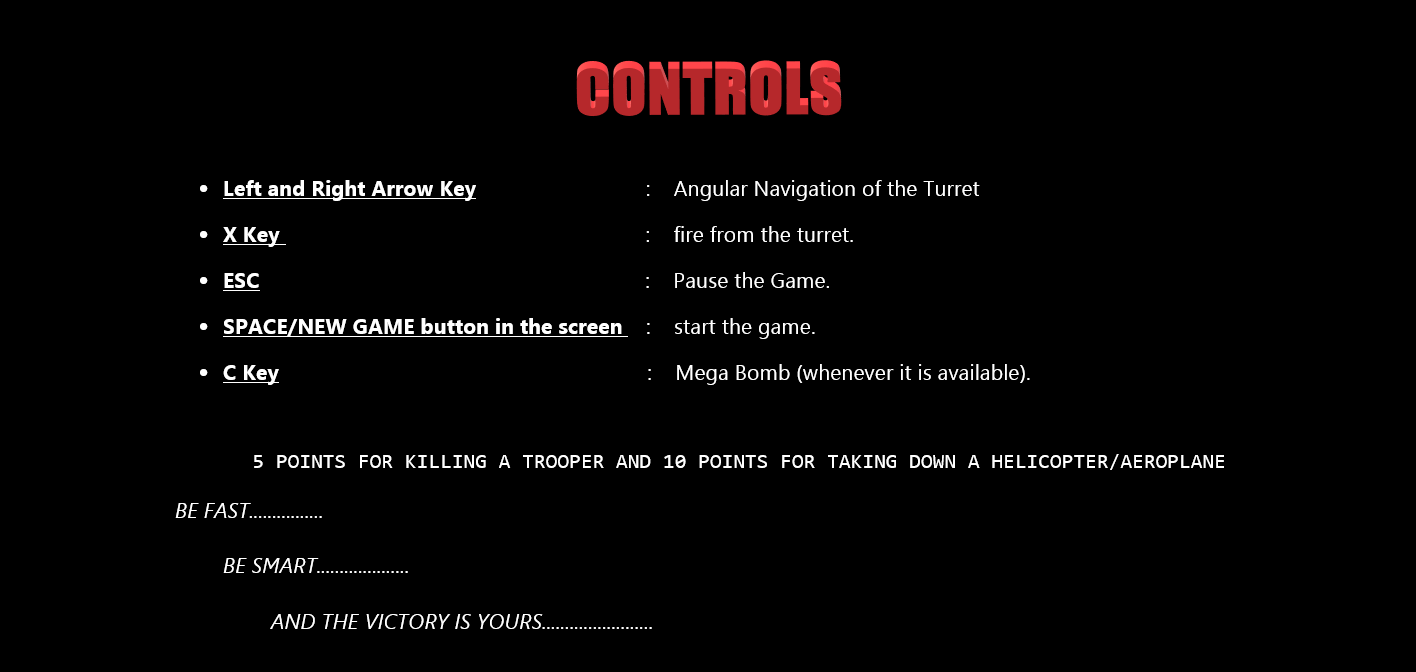 CONTROLS
• Left and Right Arrow Key : Angular Navigation of the Turret
• X Key : fire from the turret.
• ESC : Pause the Game.
• SPACE/NEW GAME button in the screen : start the game.
• C Key : Mega Bomb (whenever it is available).
5 POINTS FOR KILLING A TROOPER AND 10 POINTS FOR TAKING DOWN A HELICOPTER/AEROPLANE
BE FAST................
BE SMART....................
AND THE VICTORY IS YOURS........................